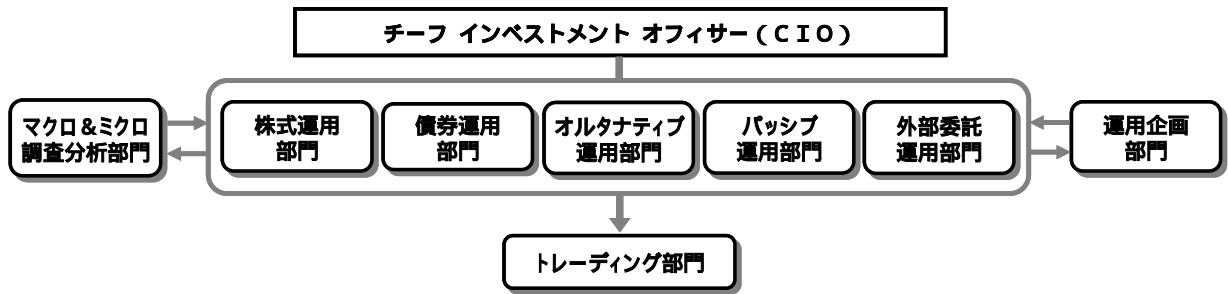 チーフ インベストメント オフィサー（ＣＩＯ）
マクロ＆ミクロ
調査分析部門
株式運用
部門
債券運用
部門
オルタナティブ
運用部門
パッシブ
運用部門
外部委託
運用部門
運用企画
部門
トレーディング部門